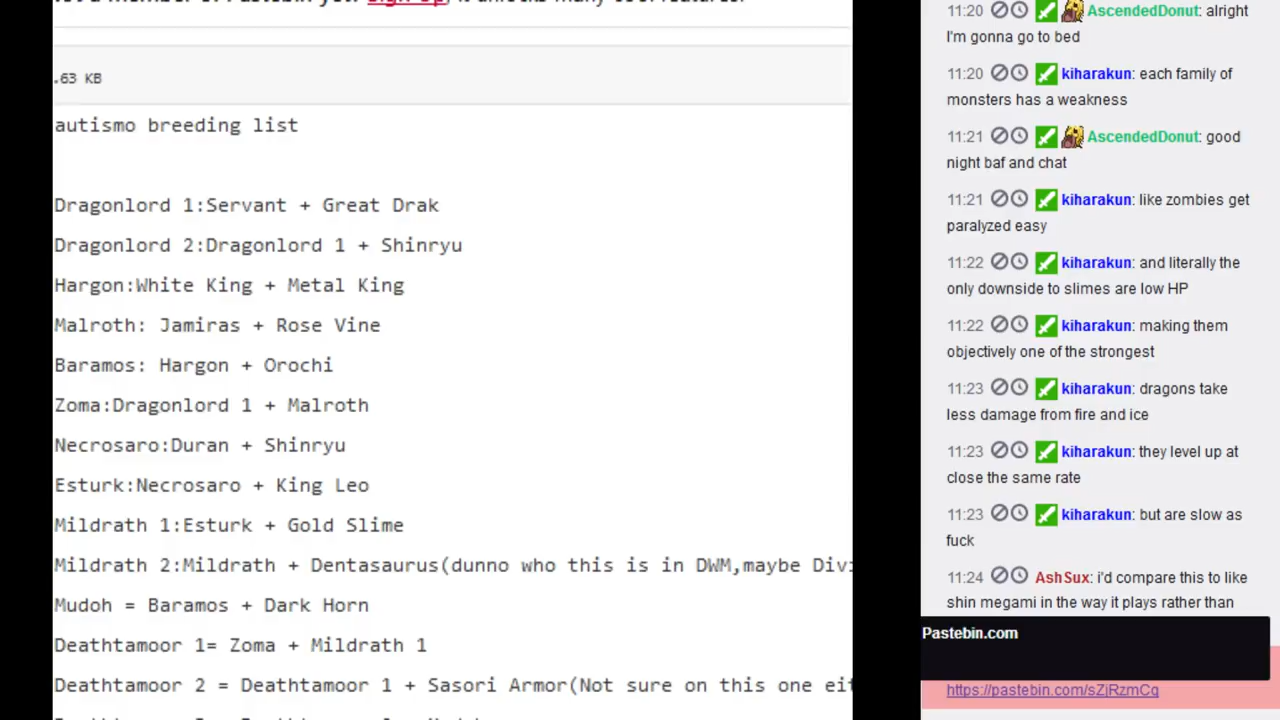 .63 KB
autismo breeding list
Dragonlord 1:Servant + Great Drak
Dragonlord 2:Dragonlord 1 + Shinryu
Hargon:White King + Metal King
Malroth: Jamiras + Rose Vine
Baramos: Hargon + Orochi
Zoma:Dragonlord 1 + Malroth
Necrosaro:Duran + Shinryu
Esturk:Necrosaro + King Leo
Mildrath 1:Esturk + Gold Slime
Mildrath 2:Mildrath + Dentasaurus(dunno who this is in DWM,maybe Divi
Mudoh = Baramos + Dark Horn
Deathtamoor 1= Zoma + Mildrath 1
Deathtamoor 2 = Deathtamoor 1 + Sasori Armor(Not sure on this one eit
11:20 AscendedDonut: alright
I'm gonna go to bed
11:20 kiharakun: each family of
monsters has a weakness
11:21 AscendedDonut: good
night baf and chat
11:21 kiharakun: like zombies get
paralyzed easy
11:22 kiharakun: and literally the
only downside to slimes are low HP
11:22 kiharakun: making them
objectively one of the strongest
11:23 kiharakun: dragons take
less damage from fire and ice
11:23 kiharakun: they level up at
close the same rate
11:23 kiharakun: but are slow as
fuck
11:24 AshSux: i'd compare this to like
shin megami in the way it plays rather than
Pastebin.com
https://pastebin.com/sZjRzmCq